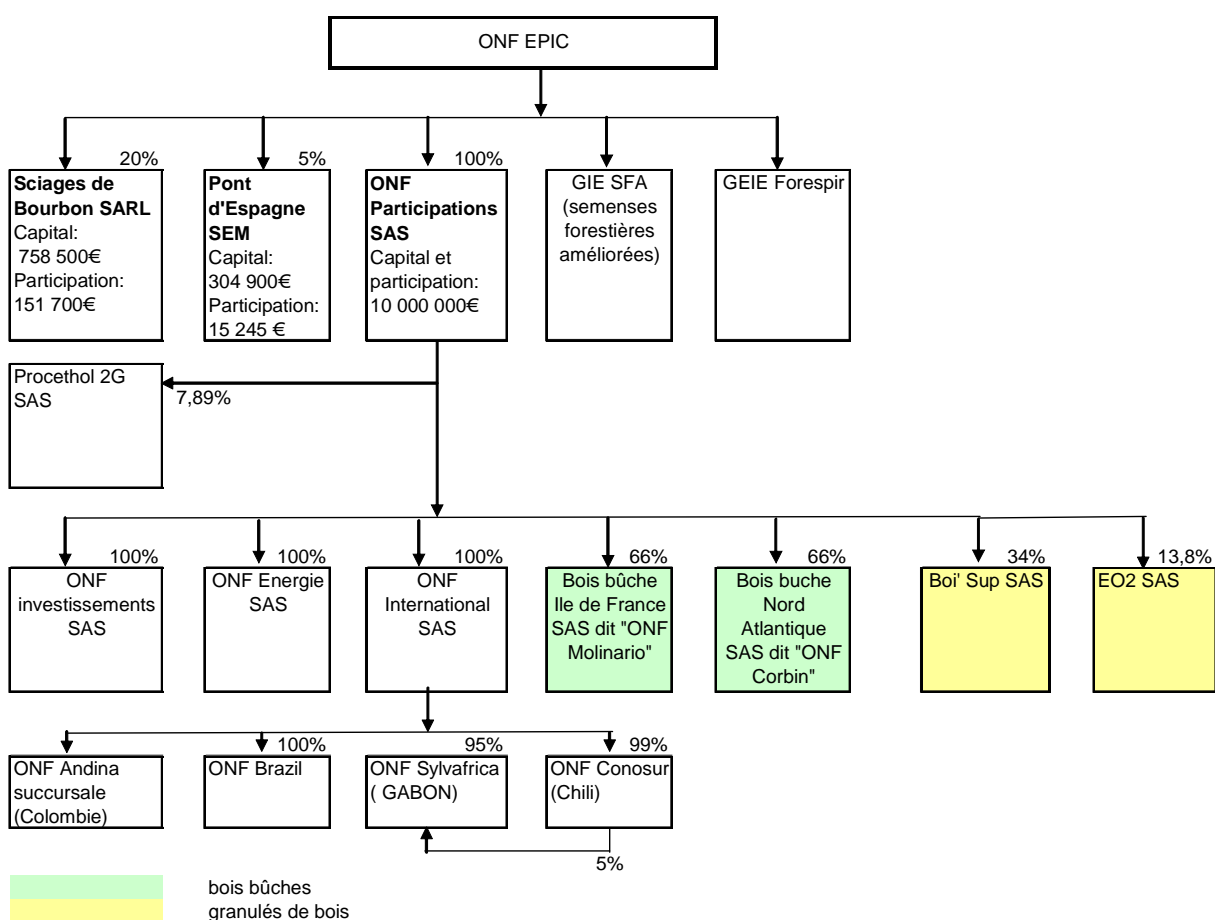 ONF EPIC
20%
5%
100%
Sciages de
Bourbon SARL
Capital:
758 500€
Participation:
151 700€
Pont
d'Espagne
SEM
Capital:
304 900€
Participation:
15 245 €
ONF
Participations
SAS
Capital et
participation:
10 000 000€
GIE SFA
(semenses
forestières
améliorées)
GEIE Forespir
Procethol 2G
SAS
7,89%
100%
100%
100%
66%
66%
34%
13,8%
ONF
investissements
SAS
ONF Energie
SAS
ONF
International
SAS
Bois bûche
Ile de France
SAS dit "ONF
Molinario"
Bois buche
Nord
Atlantique
SAS dit "ONF
Corbin"
Boi' Sup SAS
EO2 SAS
100%
95%
99%
ONF Andina
succursale
(Colombie)
ONF Brazil
ONF Sylvafrica
( GABON)
ONF Conosur
(Chili)
5%
bois bûches
granulés de bois